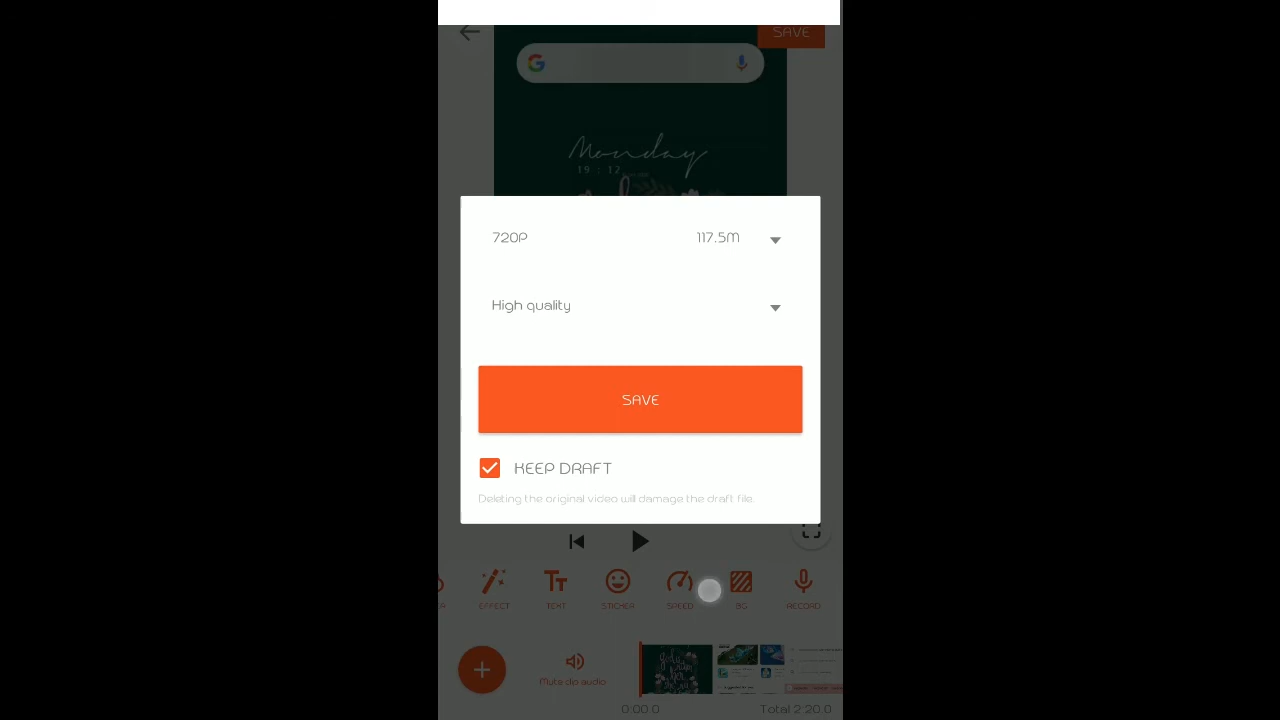 SAVE
Monday
19 : 17
720P 117.5M
High quality
SAVE
KEEP DRAFT
Deleting the original video will damage the draft file.
EFFECT TEXT STICKER SPEED BG RECORD
Mute clip audio
0:00.0 Total 2:20.0